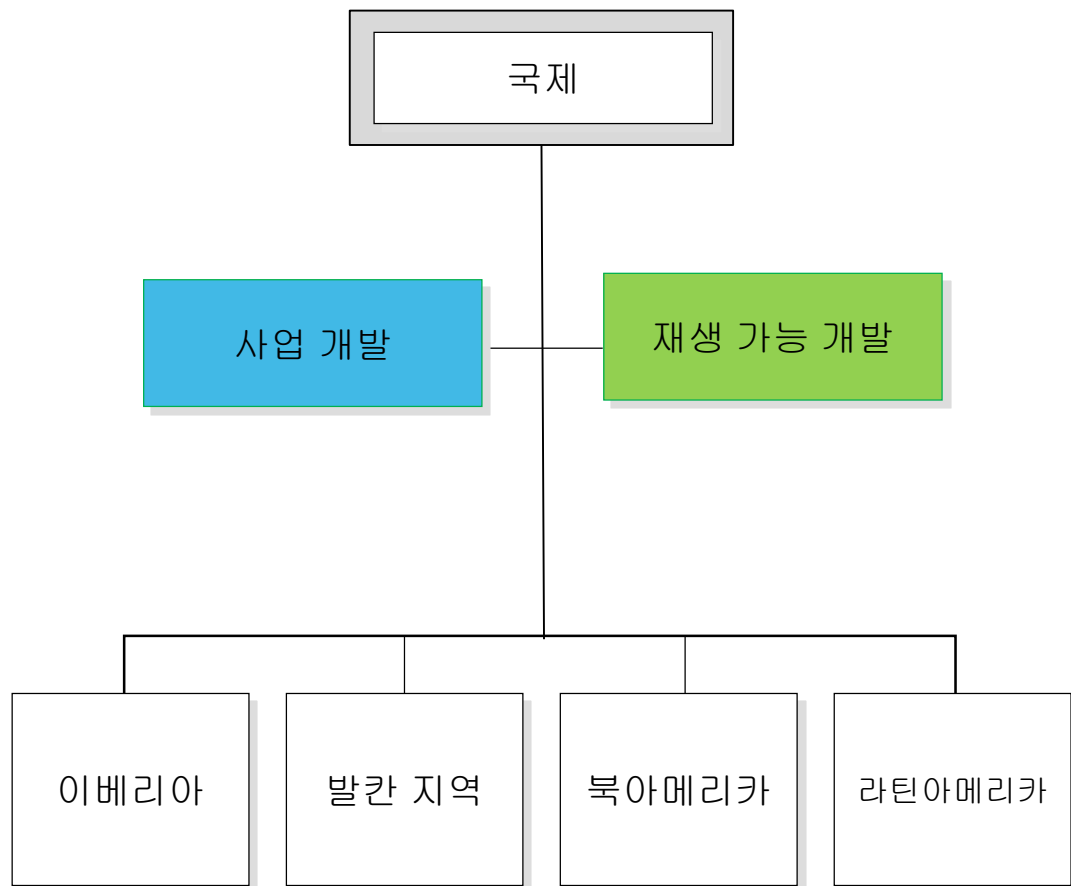 국제
사업 개발
재생 가능 개발
이베리아
발칸 지역
북아메리카
라틴아메리카